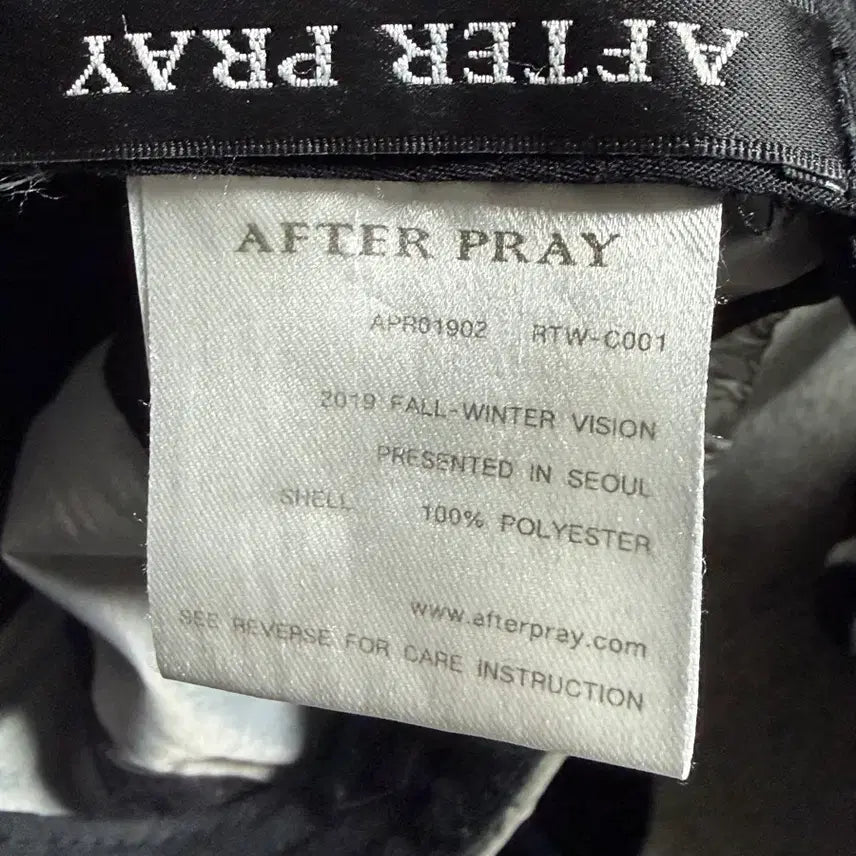 AFTER PRAY
AFTER PRAY
APR01902 RTW-C001
2019 FALL-WINTER VISION
PRESENTED IN SEOUL
SHELL 100% POLYESTER
www.afterpray.com
SEE REVERSE FOR CARE INSTRUCTION